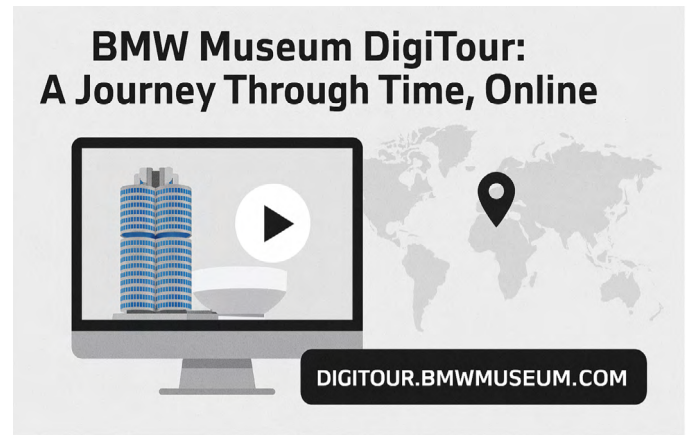 BMW Museum DigiTour:
A Journey Through Time, Online
DIGITOUR.BMWMUSEUM.COM